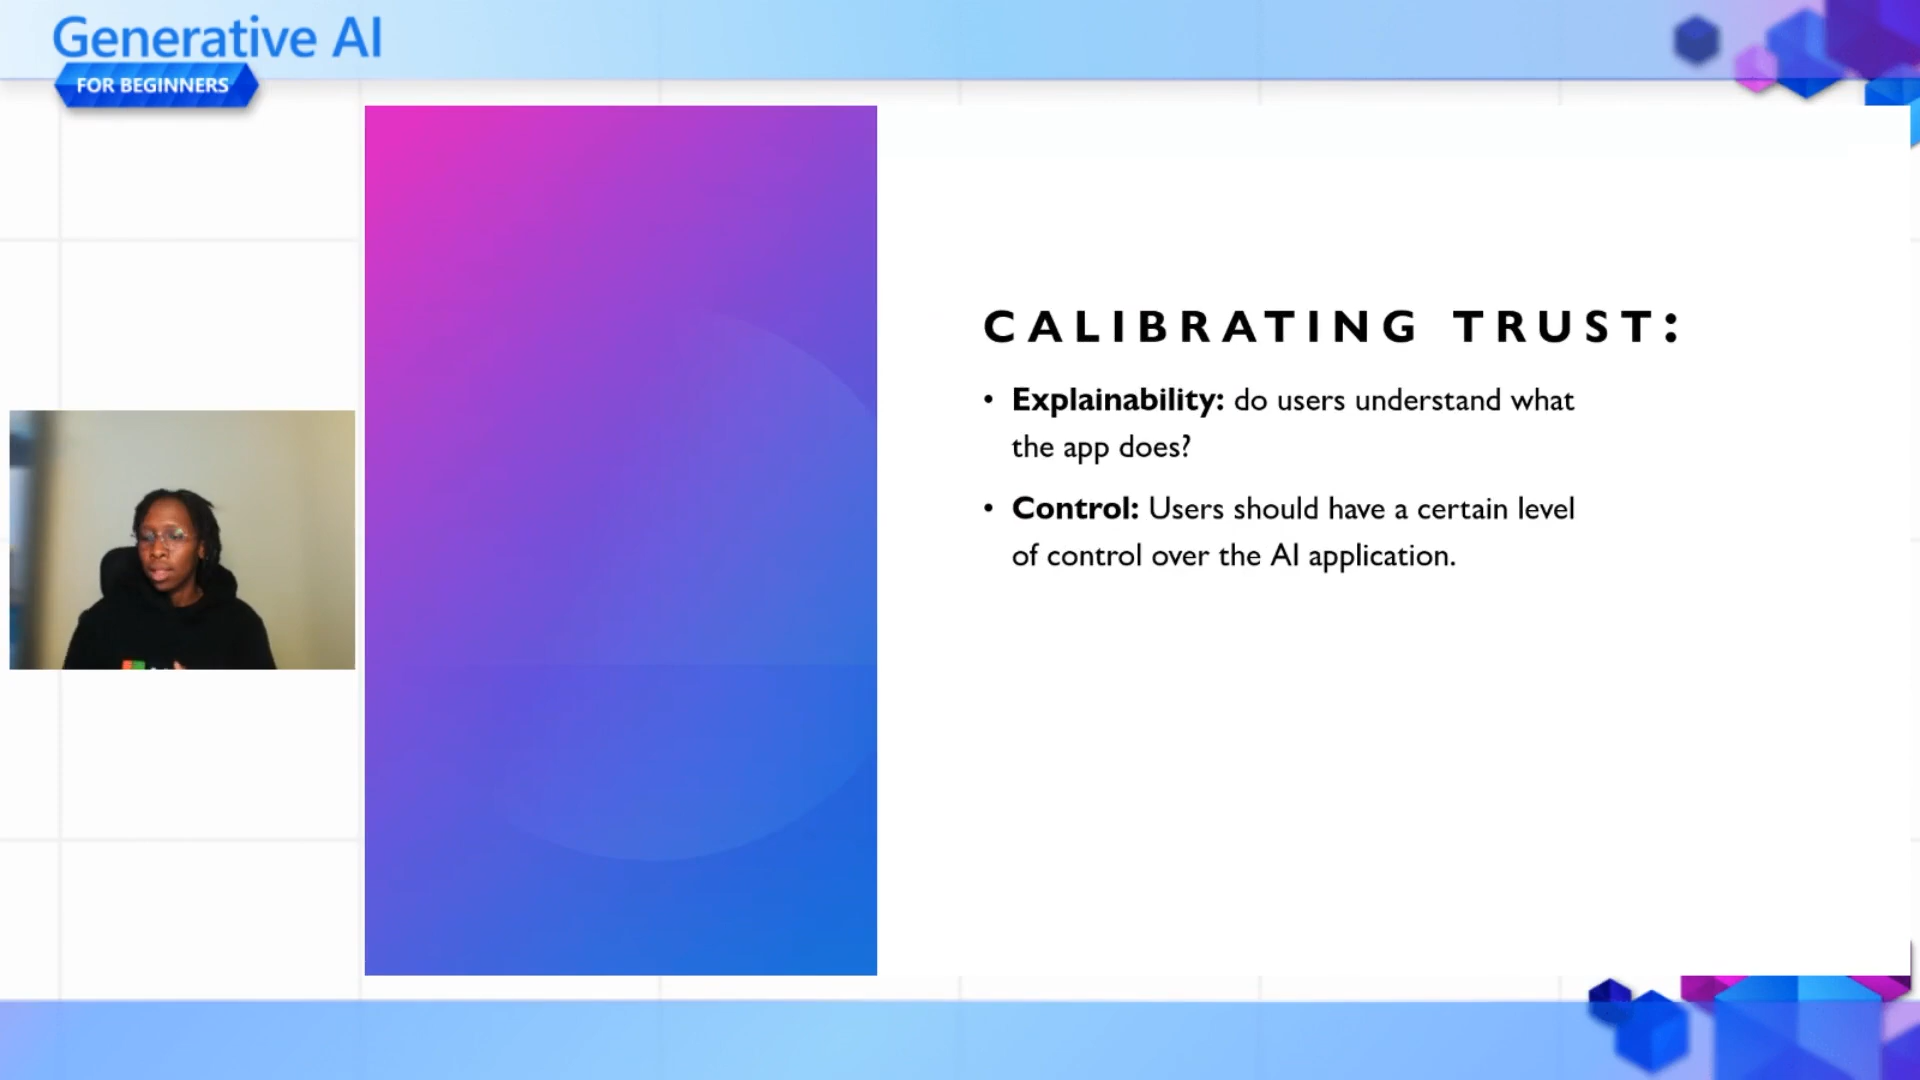 Generative AI
FOR BEGINNERS
CALIBRATING TRUST:
• Explainability: do users understand what
the app does?
• Control: Users should have a certain level
of control over the AI application.